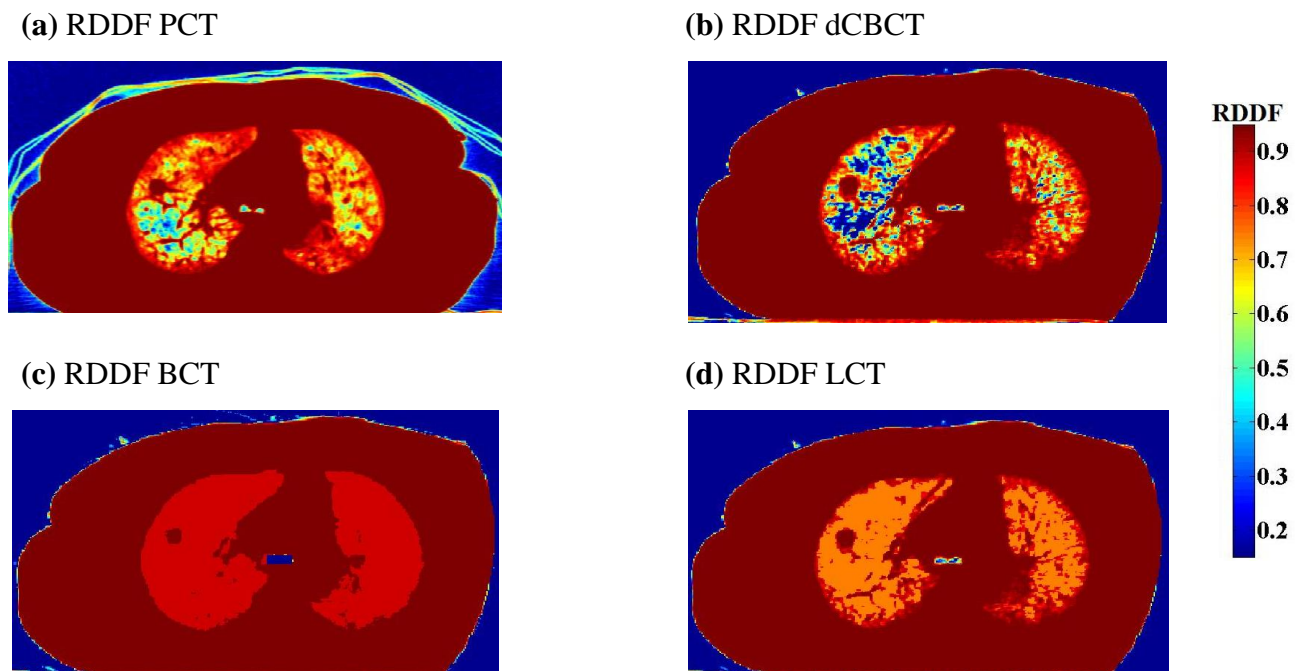 (a) RDDF PCT
(b) RDDF dCBCT
RDDF
0.9
0.8
0.7
0.6
0.5
0.4
0.3
0.2
(c) RDDF BCT
(d) RDDF LCT